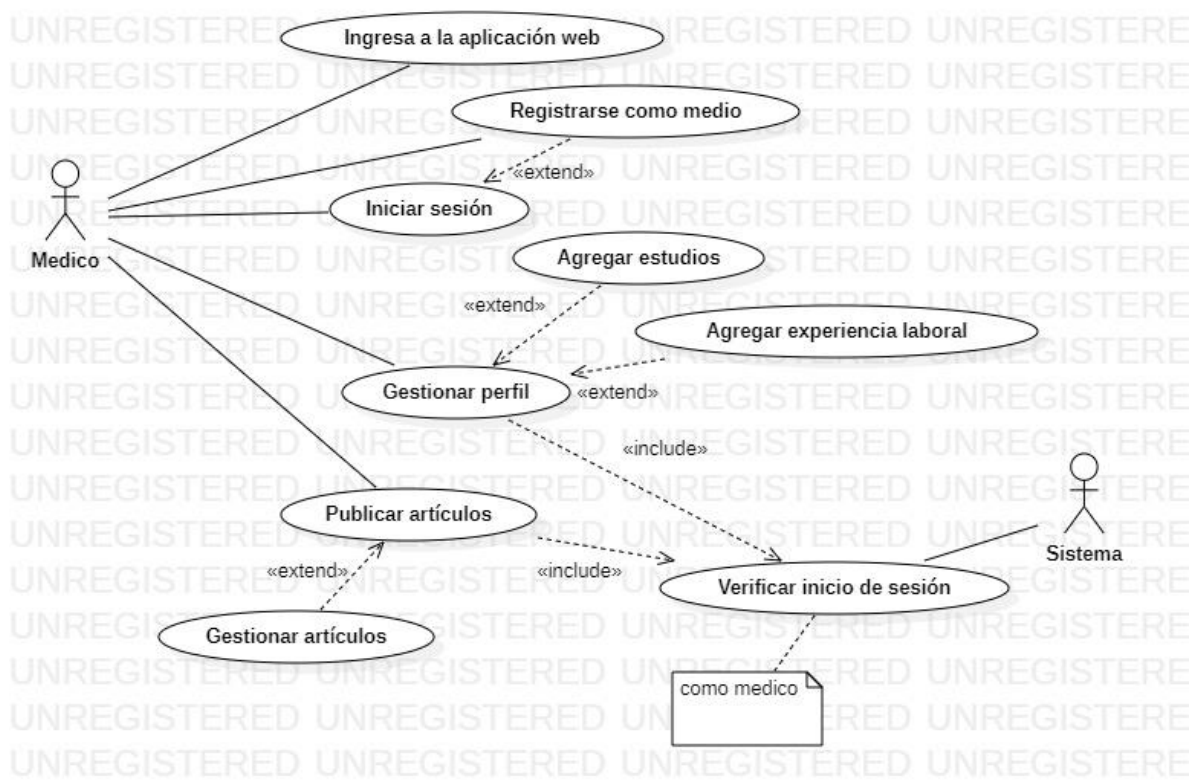 Ingresa a la aplicación web
Registrarse como medio
«extend»
Iniciar sesión
Medico
Agregar estudios
«extend»
Agregar experiencia laboral
Gestionar perfil
«extend»
«include»
Publicar artículos
Sistema
«extend»
«include»
Verificar inicio de sesión
Gestionar artículos
como medico
UNREGISTERED UNREGISTERED UNREGISTERED UNREGISTERE